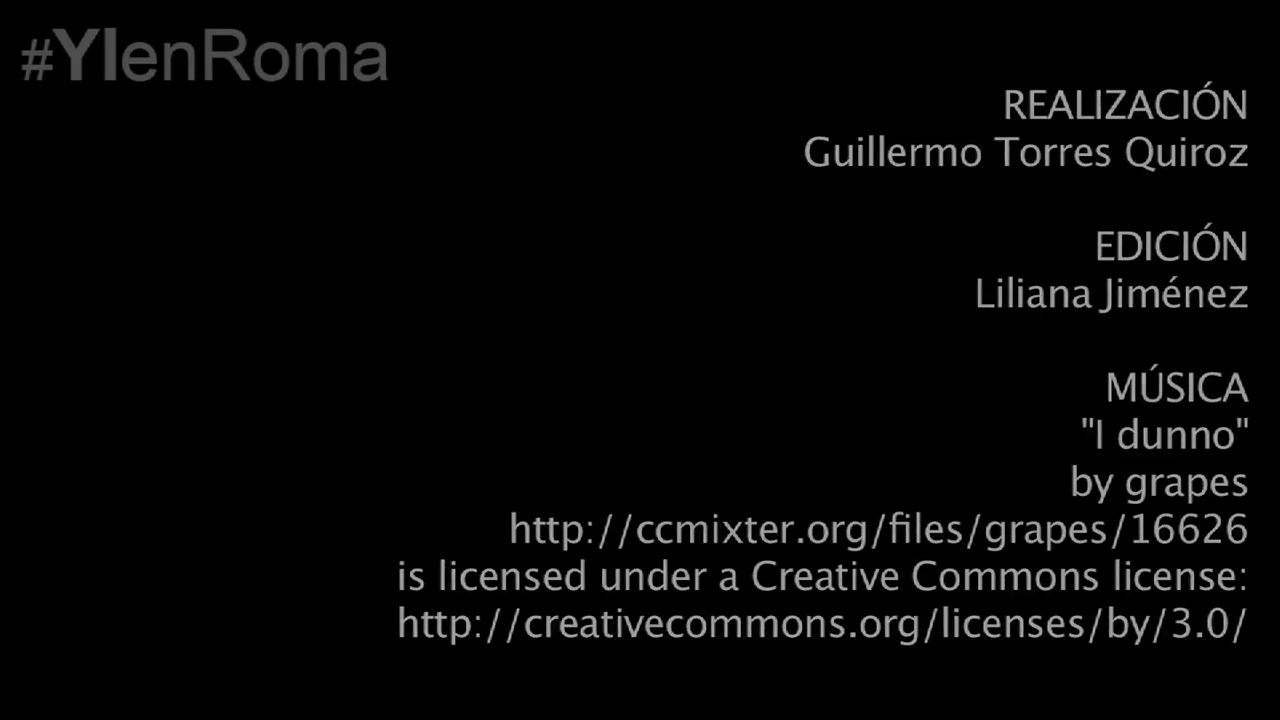 #YIenRoma
REALIZACIÓN
Guillermo Torres Quiroz
EDICIÓN
Liliana Jiménez
MÚSICA
"I dunno"
by grapes
http://ccmixter.org/files/grapes/16626
is licensed under a Creative Commons license:
http://creativecommons.org/licenses/by/3.0/